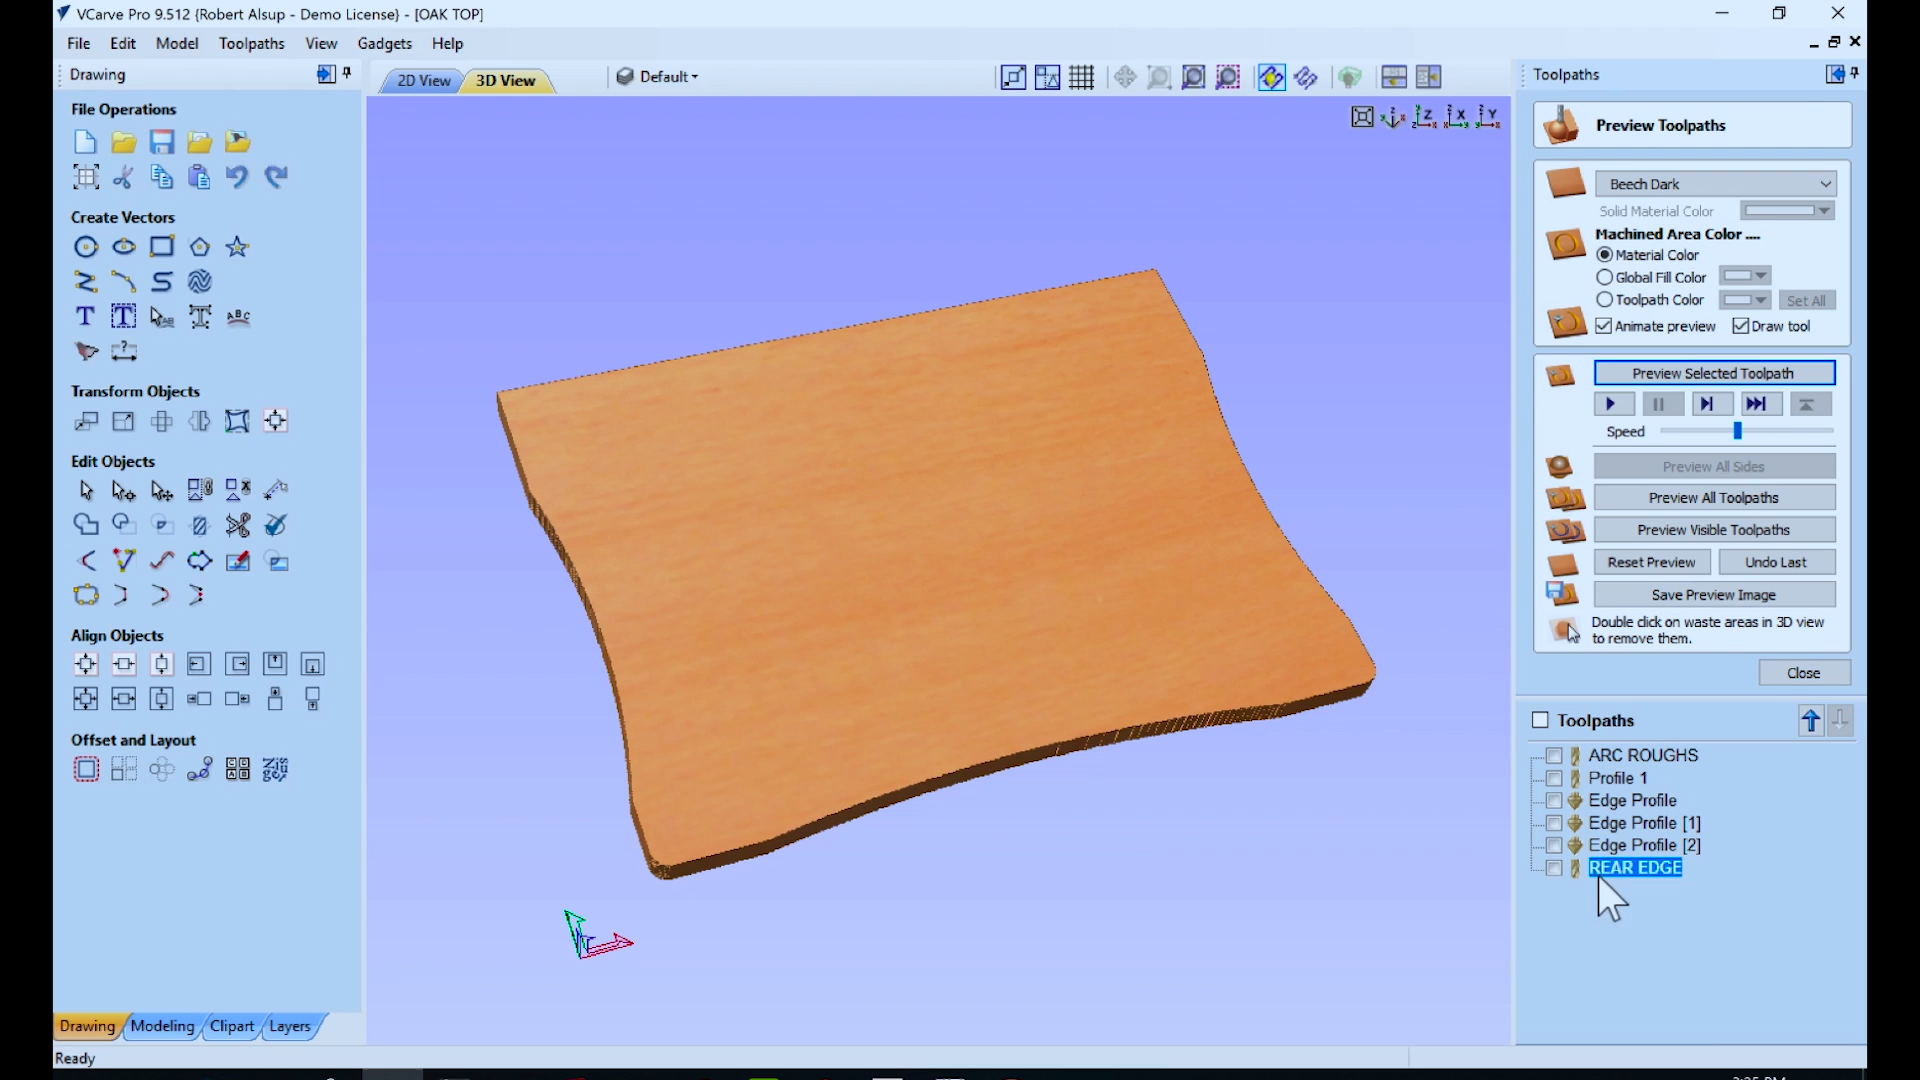 VCarve Pro 9.512 {Robert Alsup - Demo License} - [OAK TOP]
File Edit Model Toolpaths View Gadgets Help
Drawing
File Operations
Create Vectors
Transform Objects
Edit Objects
Align Objects
Offset and Layout
Drawing Modeling Clipart Layers
Ready
2D View 3D View Default
Toolpaths
Preview Toolpaths
Beech Dark
Solid Material Color
Machined Area Color ....
Material Color
Global Fill Color
Toolpath Color Set All
Animate preview Draw tool
Preview Selected Toolpath
Speed
Preview All Sides
Preview All Toolpaths
Preview Visible Toolpaths
Reset Preview Undo Last
Save Preview Image
Double click on waste areas in 3D view
to remove them.
Close
Toolpaths
ARC ROUGHS
Profile 1
Edge Profile
Edge Profile [1]
Edge Profile [2]
REAR EDGE